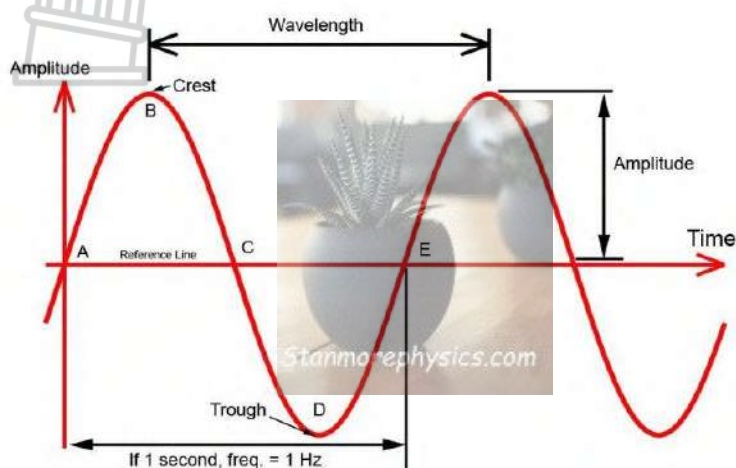 Wavelength
Amplitude
Crest
B
Amplitude
Time
A
Reference Line
C
E
Stanmorephysics.com
Trough
D
If 1 second, freq. = 1 Hz